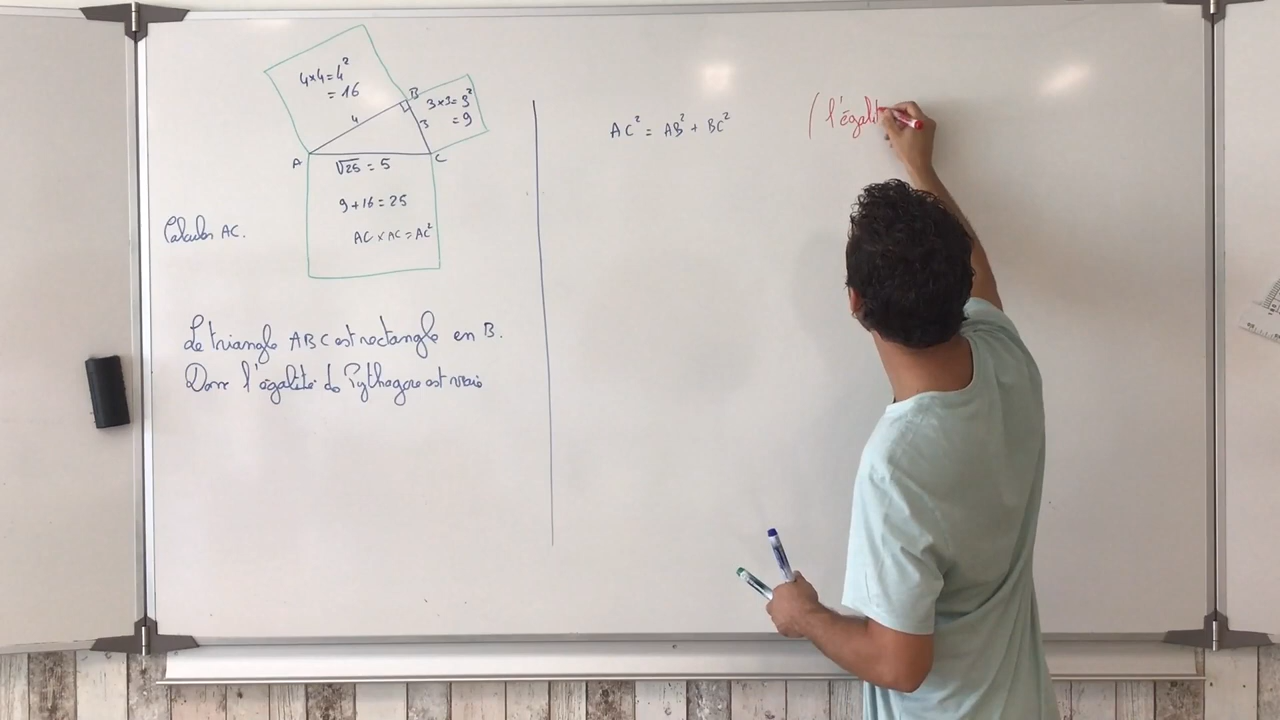 4×4=4²
= 16
B
3×3= 3²
= 9
4
3
A
C
√25 = 5
9+16 = 25
AC × AC = AC²
Calculer AC.
Le triangle ABC est rectangle en B.
Donc l'égalité de Pythagore est vraie
AC² = AB² + BC²
(l'égalit